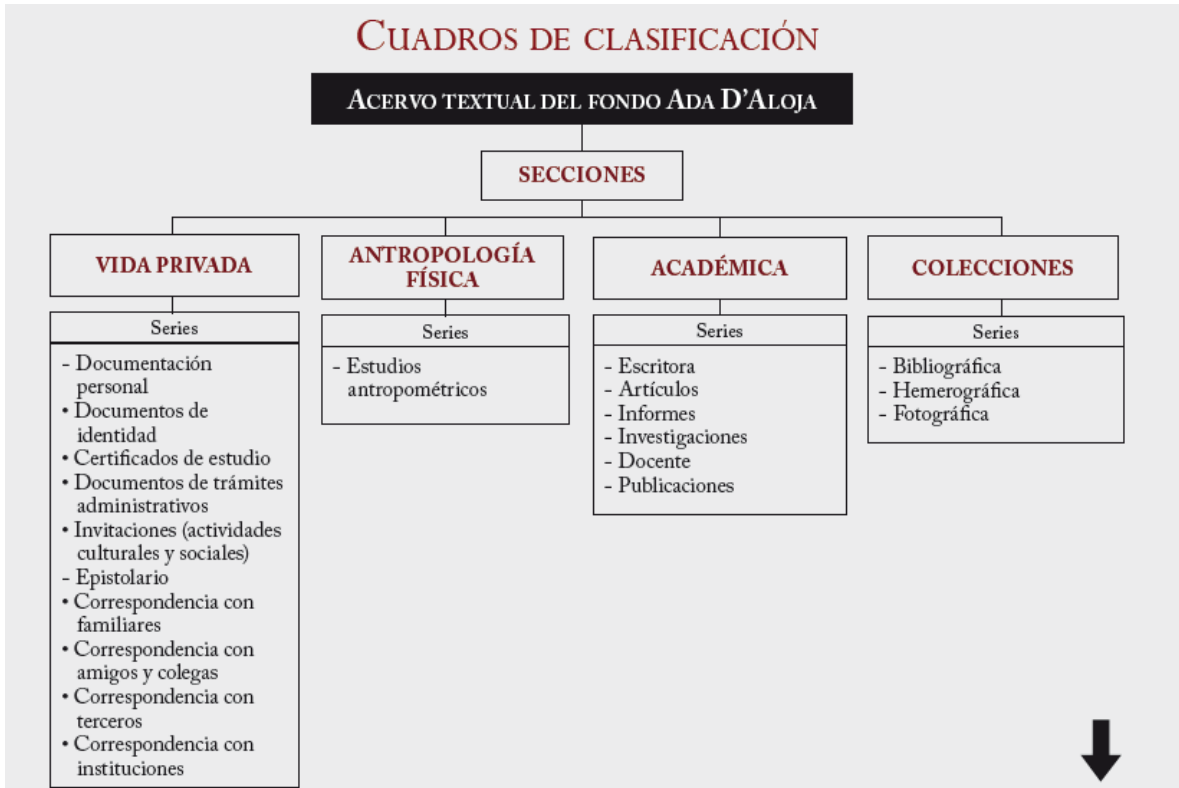 CUADROS DE CLASIFICACIÓN
ACERVO TEXTUAL DEL FONDO ADA D'ALOJA
SECCIONES
VIDA PRIVADA
Series
- Documentación
personal
• Documentos de
identidad
• Certificados de estudio
• Documentos de trámites
administrativos
• Invitaciones (actividades
culturales y sociales)
- Epistolario
• Correspondencia con
familiares
• Correspondencia con
amigos y colegas
• Correspondencia con
terceros
• Correspondencia con
instituciones
ANTROPOLOGÍA
FÍSICA
Series
- Estudios
antropométricos
ACADÉMICA
Series
- Escritora
- Artículos
- Informes
- Investigaciones
- Docente
- Publicaciones
COLECCIONES
Series
- Bibliográfica
- Hemerográfica
- Fotográfica